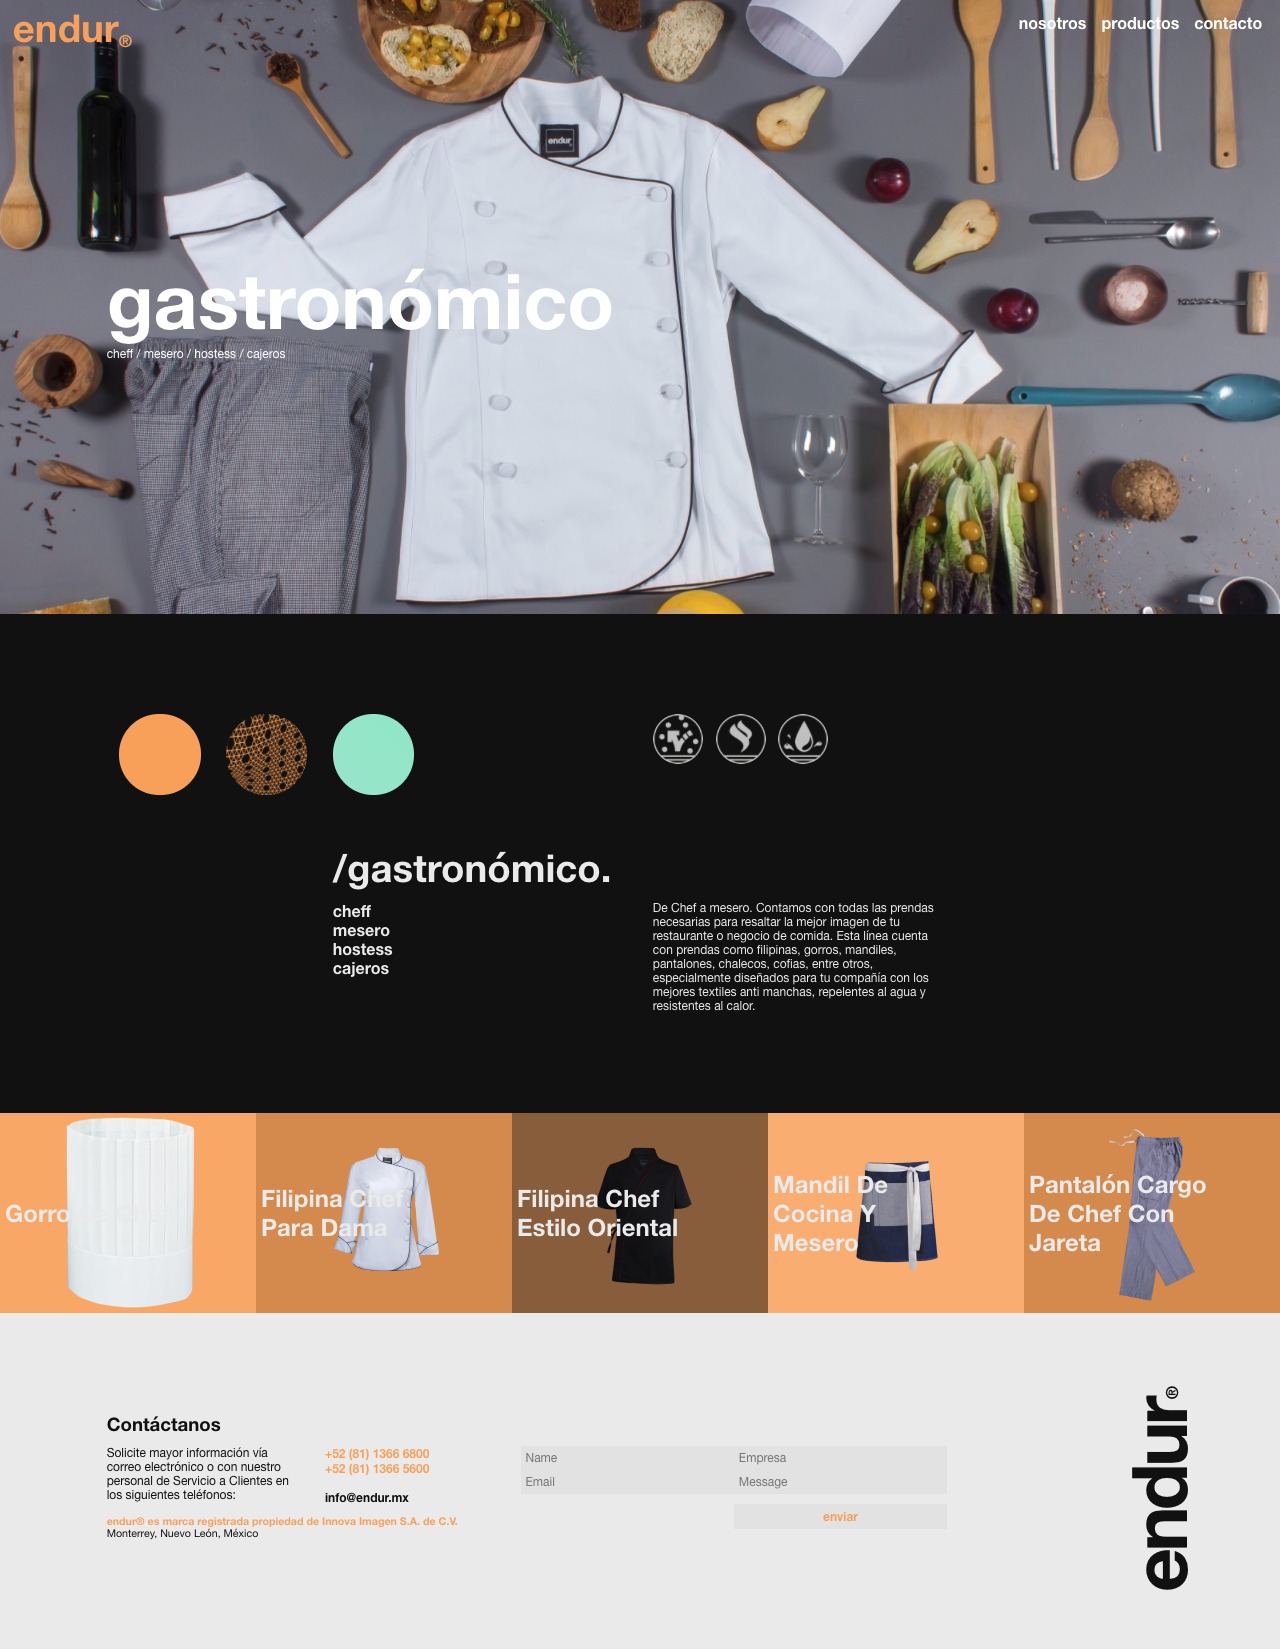 endur®
nosotros productos contacto
endur
gastronómico
cheff / mesero / hostess / cajeros
/gastronómico.
cheff
mesero
hostess
cajeros
De Chef a mesero. Contamos con todas las prendas
necesarias para resaltar la mejor imagen de tu
restaurante o negocio de comida. Esta línea cuenta
con prendas como filipinas, gorros, mandiles,
pantalones, chalecos, cofias, entre otros,
especialmente diseñados para tu compañía con los
mejores textiles anti manchas, repelentes al agua y
resistentes al calor.
Gorro
Filipina Chef
Para Dama
Filipina Chef
Estilo Oriental
Mandil De
Cocina Y
Mesero
Pantalón Cargo
De Chef Con
Jareta
Contáctanos
Solicite mayor información vía
correo electrónico o con nuestro
personal de Servicio a Clientes en
los siguientes teléfonos:
+52 (81) 1366 6800
+52 (81) 1366 5600
info@endur.mx
endur® es marca registrada propiedad de Innova Imagen S.A. de C.V.
Monterrey, Nuevo León, México
Name
Empresa
Email
Message
enviar
endur®